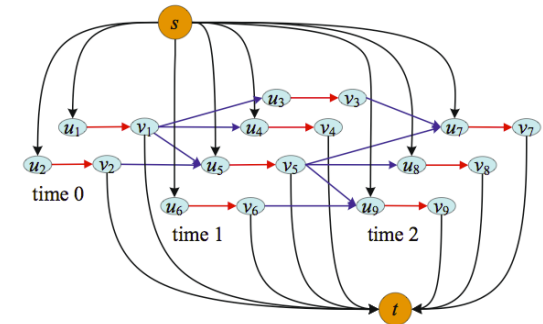 s
u3 v3
u1 v1 u4 v4 u7 v7
u2 v2 u5 v5 u8 v8
time 0
u6 v6 u9 v9
time 1 time 2
t